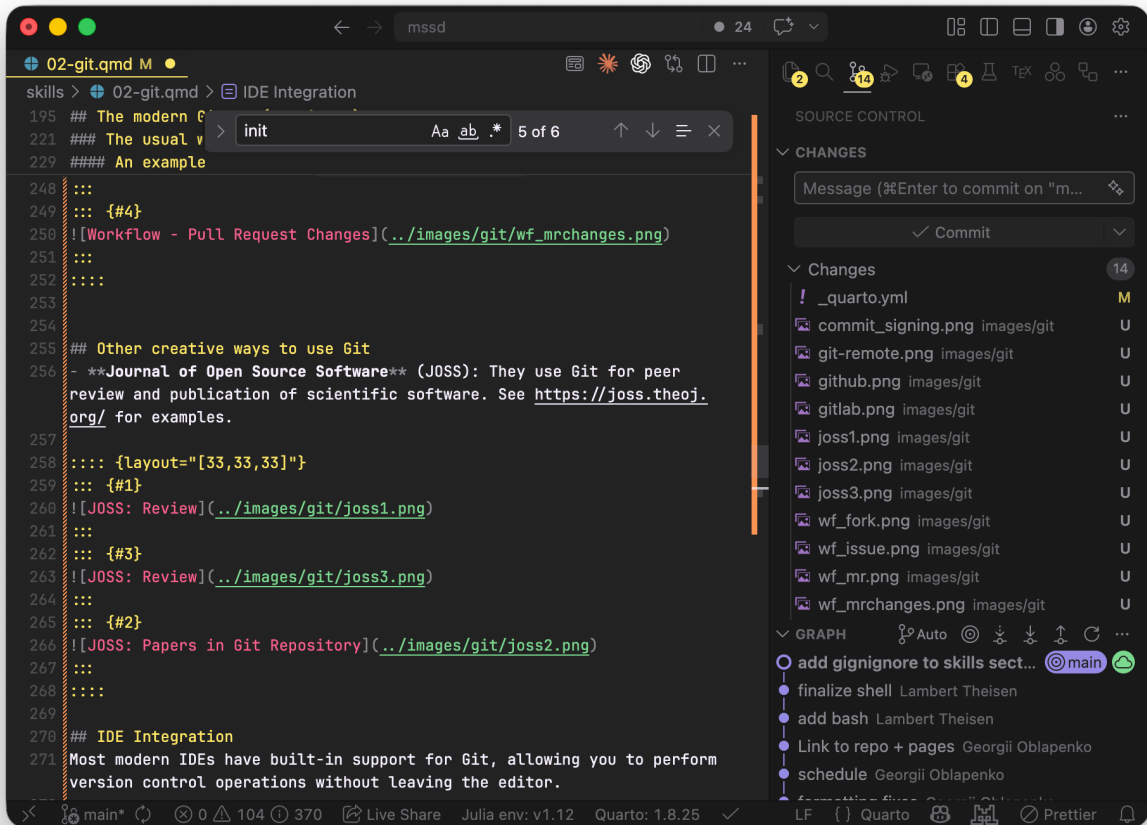 mssd
24
02-git.qmd M
skills > 02-git.qmd > IDE Integration
195 ## The modern G
221 ### The usual w
229 #### An example
init Aa ab .* 5 of 6
248 :::
249 ::: {#4}
250 ![Workflow - Pull Request Changes](../images/git/wf_mrchanges.png)
251 :::
252 ::::
253
254
255 ## Other creative ways to use Git
256 - **Journal of Open Source Software** (JOSS): They use Git for peer
review and publication of scientific software. See https://joss.theoj.
org/ for examples.
257
258 :::: {layout="[33,33,33]"}
259 ::: {#1}
260 ![JOSS: Review](../images/git/joss1.png)
261 :::
262 ::: {#3}
263 ![JOSS: Review](../images/git/joss3.png)
264 :::
265 ::: {#2}
266 ![JOSS: Papers in Git Repository](../images/git/joss2.png)
267 :::
268 ::::
269
270 ## IDE Integration
271 Most modern IDEs have built-in support for Git, allowing you to perform
version control operations without leaving the editor.
2 14 4 TEX
SOURCE CONTROL
CHANGES
Message (⌘Enter to commit on "m...
Commit
Changes 14
! _quarto.yml M
commit_signing.png images/git U
git-remote.png images/git U
github.png images/git U
gitlab.png images/git U
joss1.png images/git U
joss2.png images/git U
joss3.png images/git U
wf_fork.png images/git U
wf_issue.png images/git U
wf_mr.png images/git U
wf_mrchanges.png images/git U
GRAPH Auto
add gignignore to skills sect... main
finalize shell Lambert Theisen
add bash Lambert Theisen
Link to repo + pages Georgii Oblapenko
schedule Georgii Oblapenko
main* 0 104 370 Live Share Julia env: v1.12 Quarto: 1.8.25 LF {} Quarto Prettier